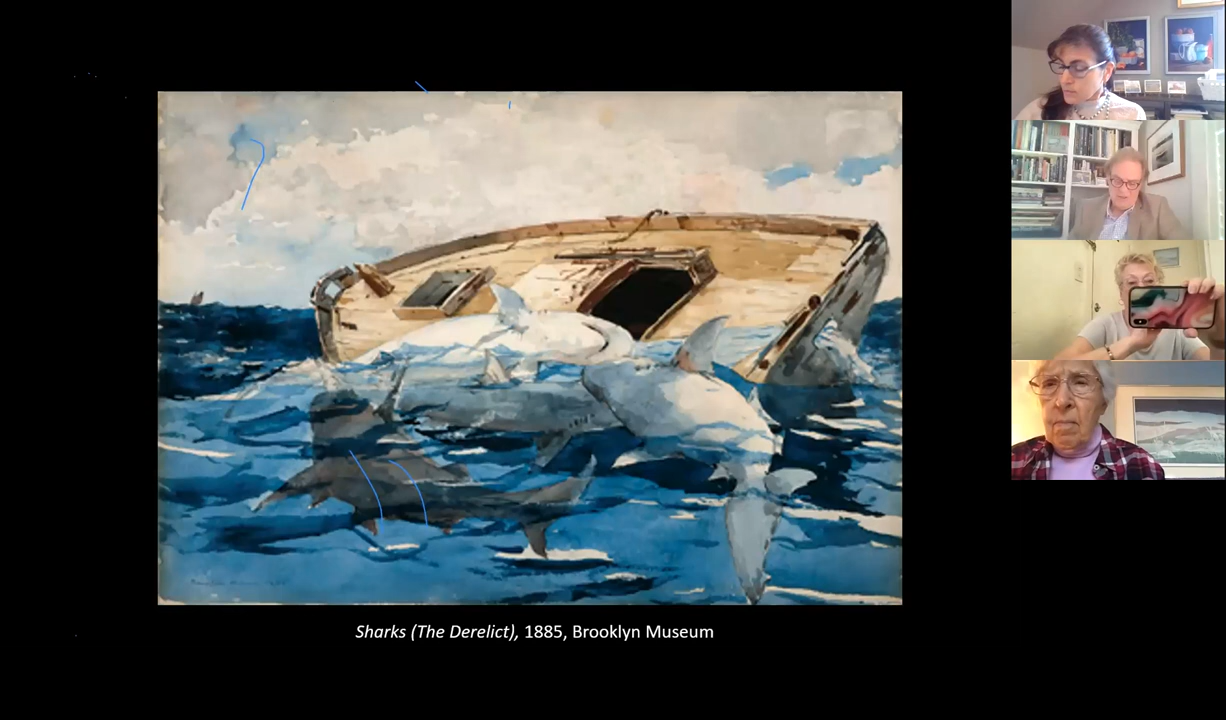 Sharks (The Derelict), 1885, Brooklyn Museum